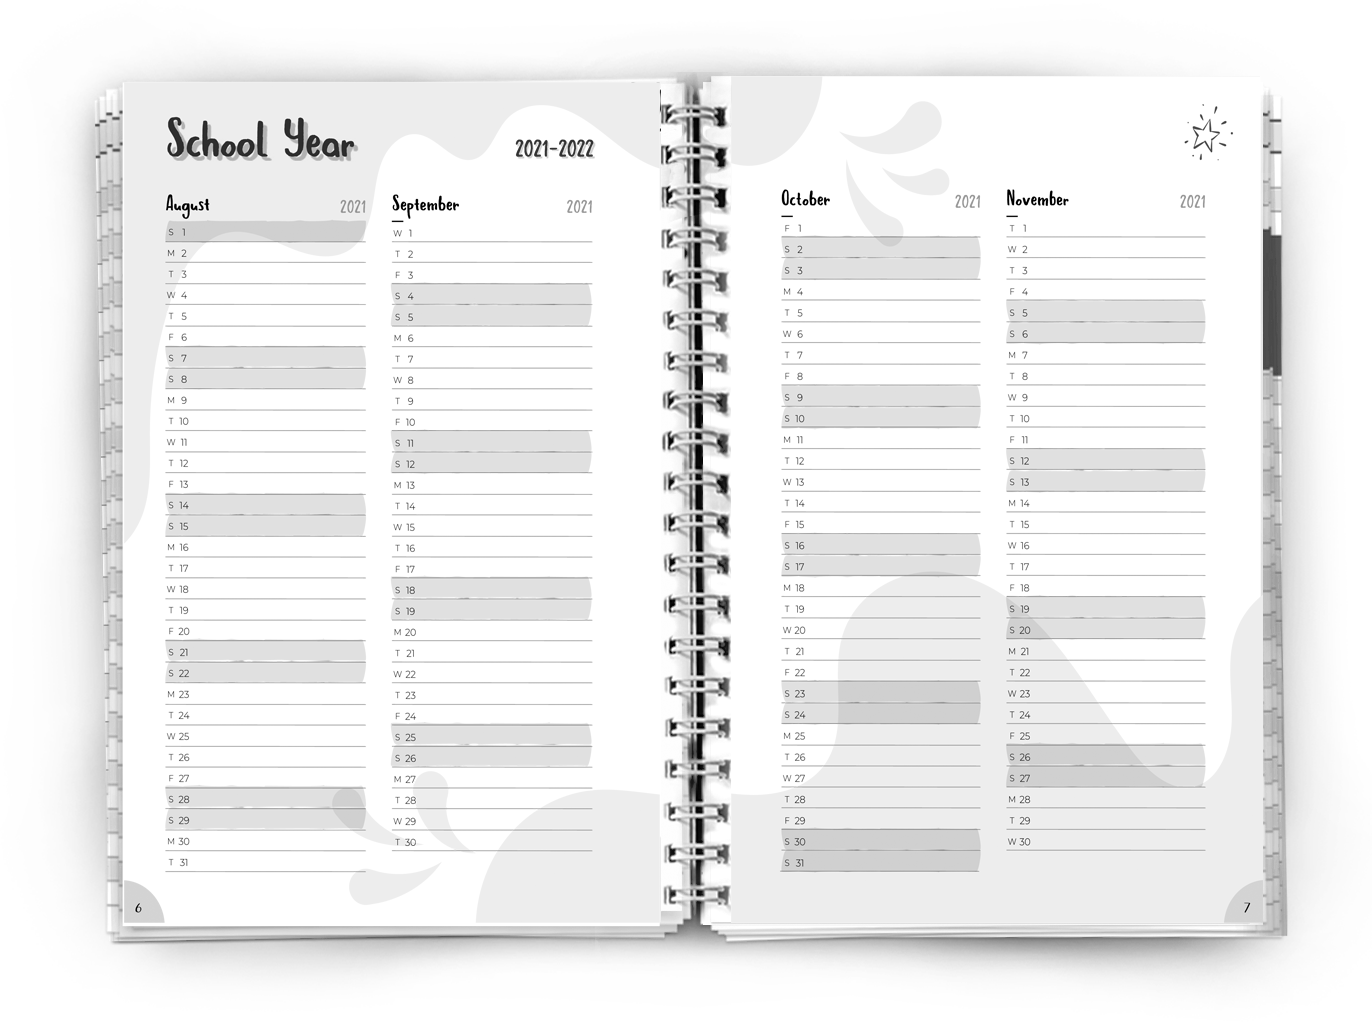 School Year
2021-2022
August 2021
S 1
M 2
T 3
W 4
T 5
F 6
S 7
S 8
M 9
T 10
W 11
T 12
F 13
S 14
S 15
M 16
T 17
W 18
T 19
F 20
S 21
S 22
M 23
T 24
W 25
T 26
F 27
S 28
S 29
M 30
T 31
September 2021
W 1
T 2
F 3
S 4
S 5
M 6
T 7
W 8
T 9
F 10
S 11
S 12
M 13
T 14
W 15
T 16
F 17
S 18
S 19
M 20
T 21
W 22
T 23
F 24
S 25
S 26
M 27
T 28
W 29
T 30
6
October 2021
F 1
S 2
S 3
M 4
T 5
W 6
T 7
F 8
S 9
S 10
M 11
T 12
W 13
T 14
F 15
S 16
S 17
M 18
T 19
W 20
T 21
F 22
S 23
S 24
M 25
T 26
W 27
T 28
F 29
S 30
S 31
November 2021
T 1
W 2
T 3
F 4
S 5
S 6
M 7
T 8
W 9
T 10
F 11
S 12
S 13
M 14
T 15
W 16
T 17
F 18
S 19
S 20
M 21
T 22
W 23
T 24
F 25
S 26
S 27
M 28
T 29
W 30
7